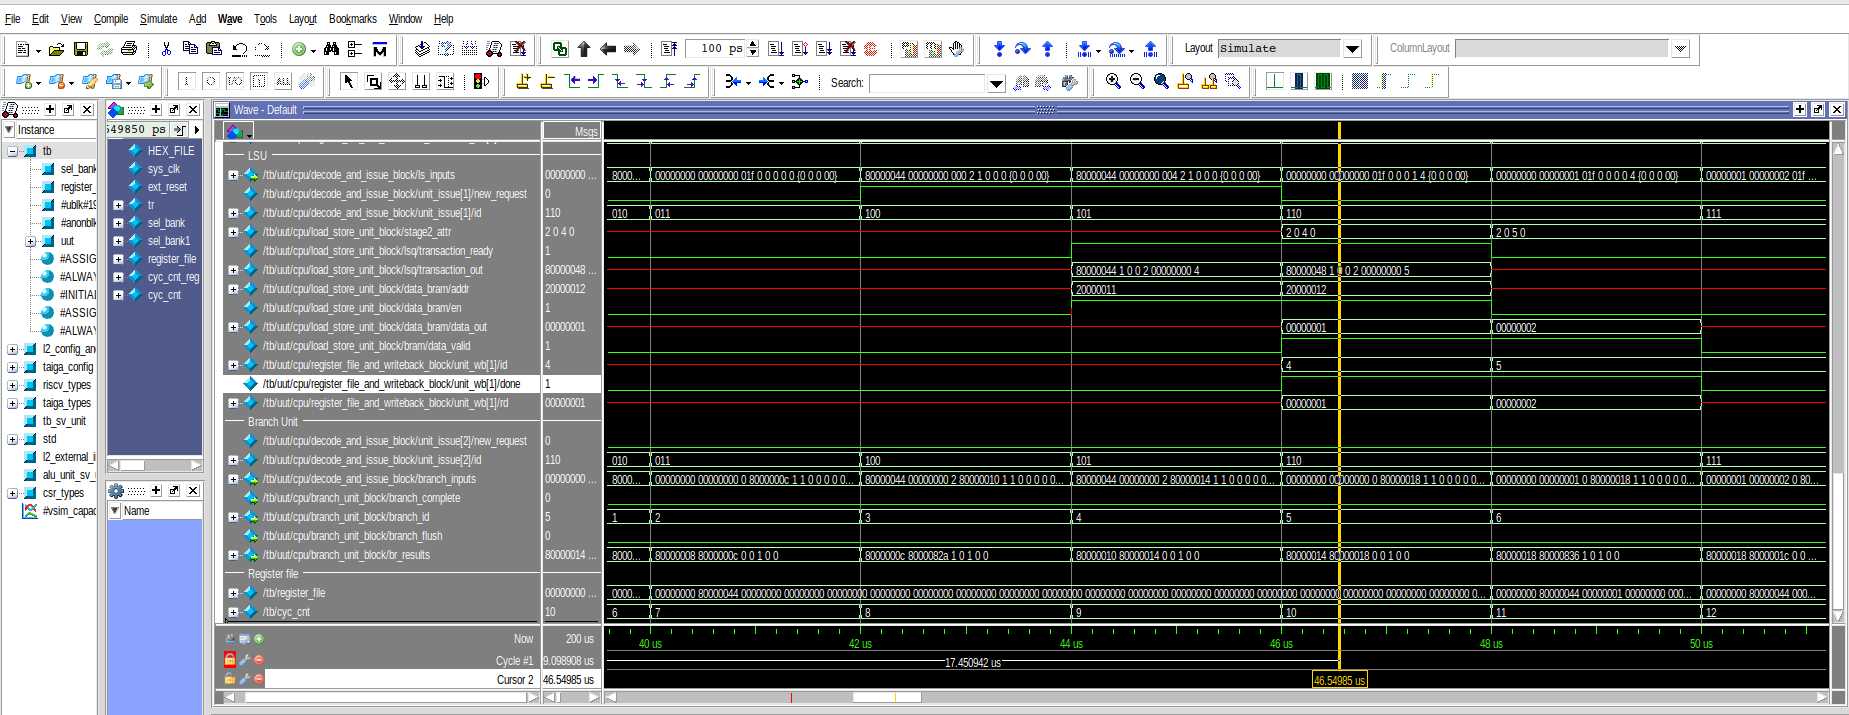 File Edit View Compile Simulate Add Wave Tools Layout Bookmarks Window Help
100 ps Layout Simulate ColumnLayout
Search:
Wave - Default
Instance
tb
sel_bank
register_
#ublk#19
#anonblk
uut
#ASSIG
#ALWAY
#INITIAL
#ASSIG
#ALWAY
l2_config_and
taiga_config
riscv_types
taiga_types
tb_sv_unit
std
l2_external_i
alu_unit_sv_
csr_types
#vsim_capac
549850 ps
HEX_FILE
sys_clk
ext_reset
tr
sel_bank
sel_bank1
register_file
cyc_cnt_reg
cyc_cnt
Name
Msgs
LSU
/tb/uut/cpu/decode_and_issue_block/ls_inputs 00000000 ... 8000... 00000000 00000000 01f 0 0 0 0 0 {0 0 0 00} 80000044 00000000 000 2 1 0 0 0 {0 0 0 00} 80000044 00000000 004 2 1 0 0 0 {0 0 0 00} 00000000 00000000 01f 0 0 0 1 4 {0 0 0 00} 00000000 00000001 01f 0 0 0 0 4 {0 0 0 00} 00000001 00000002 01f ...
/tb/uut/cpu/decode_and_issue_block/unit_issue[1]/new_request 0
/tb/uut/cpu/decode_and_issue_block/unit_issue[1]/id 110 010 011 100 101 110 111
/tb/uut/cpu/load_store_unit_block/stage2_attr 2 0 4 0 2 0 4 0 2 0 5 0
/tb/uut/cpu/load_store_unit_block/lsq/transaction_ready 1
/tb/uut/cpu/load_store_unit_block/lsq/transaction_out 80000048 ... 80000044 1 0 0 2 00000000 4 80000048 1 0 0 2 00000000 5
/tb/uut/cpu/load_store_unit_block/data_bram/addr 20000012 20000011 20000012
/tb/uut/cpu/load_store_unit_block/data_bram/en 1
/tb/uut/cpu/load_store_unit_block/data_bram/data_out 00000001 00000001 00000002
/tb/uut/cpu/load_store_unit_block/bram/data_valid 1
/tb/uut/cpu/register_file_and_writeback_block/unit_wb[1]/id 4 4 5
/tb/uut/cpu/register_file_and_writeback_block/unit_wb[1]/done 1
/tb/uut/cpu/register_file_and_writeback_block/unit_wb[1]/rd 00000001 00000001 00000002
Branch Unit
/tb/uut/cpu/decode_and_issue_block/unit_issue[2]/new_request 0
/tb/uut/cpu/decode_and_issue_block/unit_issue[2]/id 110 010 011 100 101 110 111
/tb/uut/cpu/decode_and_issue_block/branch_inputs 00000000 ... 8000... 00000000 00000000 0 8000000c 1 1 0 0 0 0 0... 80000044 00000000 2 80000010 1 1 0 0 0 0 0... 80000044 00000000 2 80000014 1 1 0 0 0 0 0... 00000000 00000000 0 80000018 1 1 0 0 0 0 0... 00000000 00000001 0 80000018 1 1 0 0 0 0 0... 00000001 00000002 0 80...
/tb/uut/cpu/branch_unit_block/branch_complete 0
/tb/uut/cpu/branch_unit_block/branch_id 5 1 2 3 4 5 6
/tb/uut/cpu/branch_unit_block/branch_flush 0
/tb/uut/cpu/branch_unit_block/br_results 80000014 ... 8000... 80000008 8000000c 0 0 1 0 0 8000000c 8000082a 1 0 1 0 0 80000010 80000014 0 0 1 0 0 80000014 80000018 0 0 1 0 0 80000018 80000836 1 0 1 0 0 80000018 8000001c 0 0 ...
Register file
/tb/register_file 00000000 ... 0000... 00000000 80000044 00000000 00000000 00000000 00000000 00000000 00000000 00000000 00000000 00000000 00000000 00000000 00000000 00000000 00000000 00000000 00000000 00000000 0... 00000000 80000044 00000001 00000000 000... 00000000 80000044 000...
/tb/cyc_cnt 10 6 7 8 9 10 11 12
Now 200 us 40 us 42 us 44 us 46 us 48 us 50 us
Cycle #1 9.098908 us 17.450942 us
Cursor 2 46.54985 us 46.54985 us